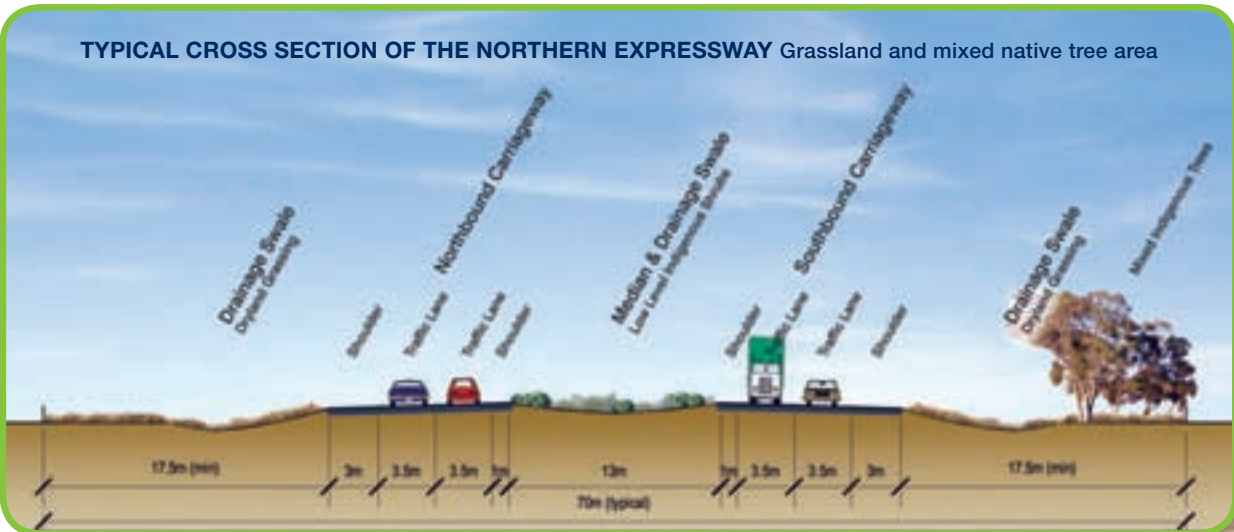 TYPICAL CROSS SECTION OF THE NORTHERN EXPRESSWAY Grassland and mixed native tree area
Drainage Swale
Dryland Grassing
Shoulder
Traffic Lane
Northbound Carriageway
Traffic Lane
Shoulder
Median & Drainage Swale
Low Level Indigenous Shrubs
Shoulder
Traffic Lane
Southbound Carriageway
Traffic Lane
Shoulder
Drainage Swale
Dryland Grassing
Mixed Indigenous Trees
17.5m (min) 3m 3.5m 3.5m 1m 13m 1m 3.5m 3.5m 3m 17.5m (min)
70m (typical)